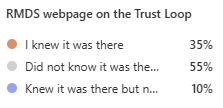 RMDS webpage on the Trust Loop
I knew it was there 35%
Did not know it was the... 55%
Knew it was there but n... 10%